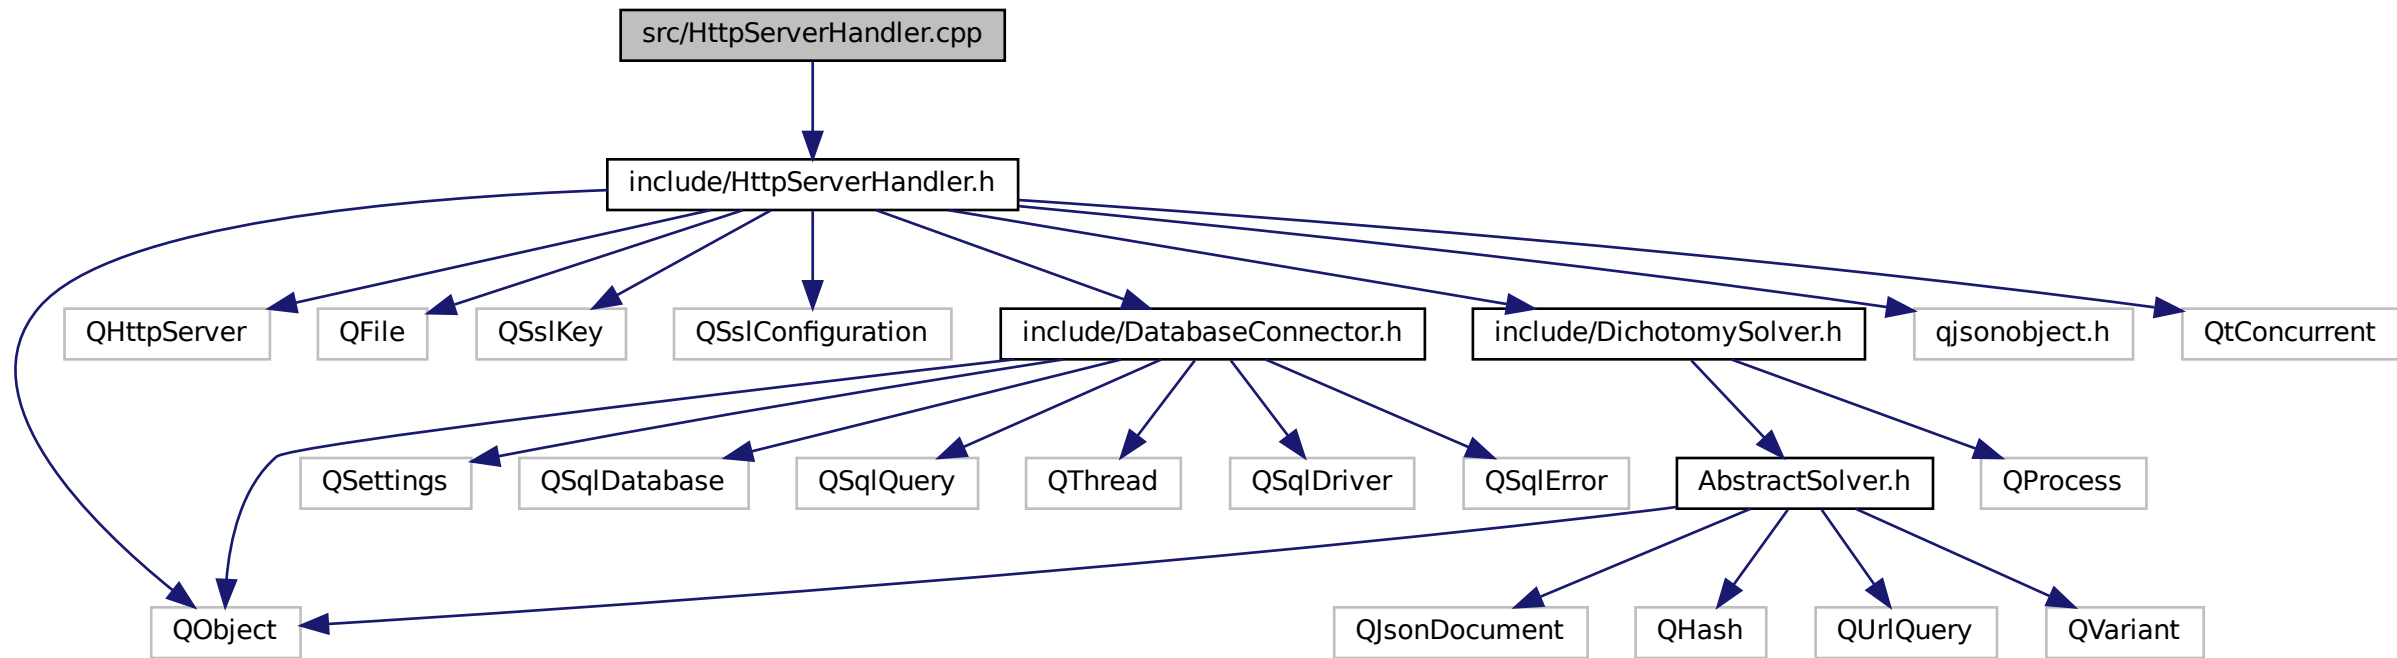 src/HttpServerHandler.cpp
include/HttpServerHandler.h
QHttpServer
QFile
QSslKey
QSslConfiguration
include/DatabaseConnector.h
include/DichotomySolver.h
qjsonobject.h
QtConcurrent
QSettings
QSqlDatabase
QSqlQuery
QThread
QSqlDriver
QSqlError
AbstractSolver.h
QProcess
QObject
QJsonDocument
QHash
QUrlQuery
QVariant